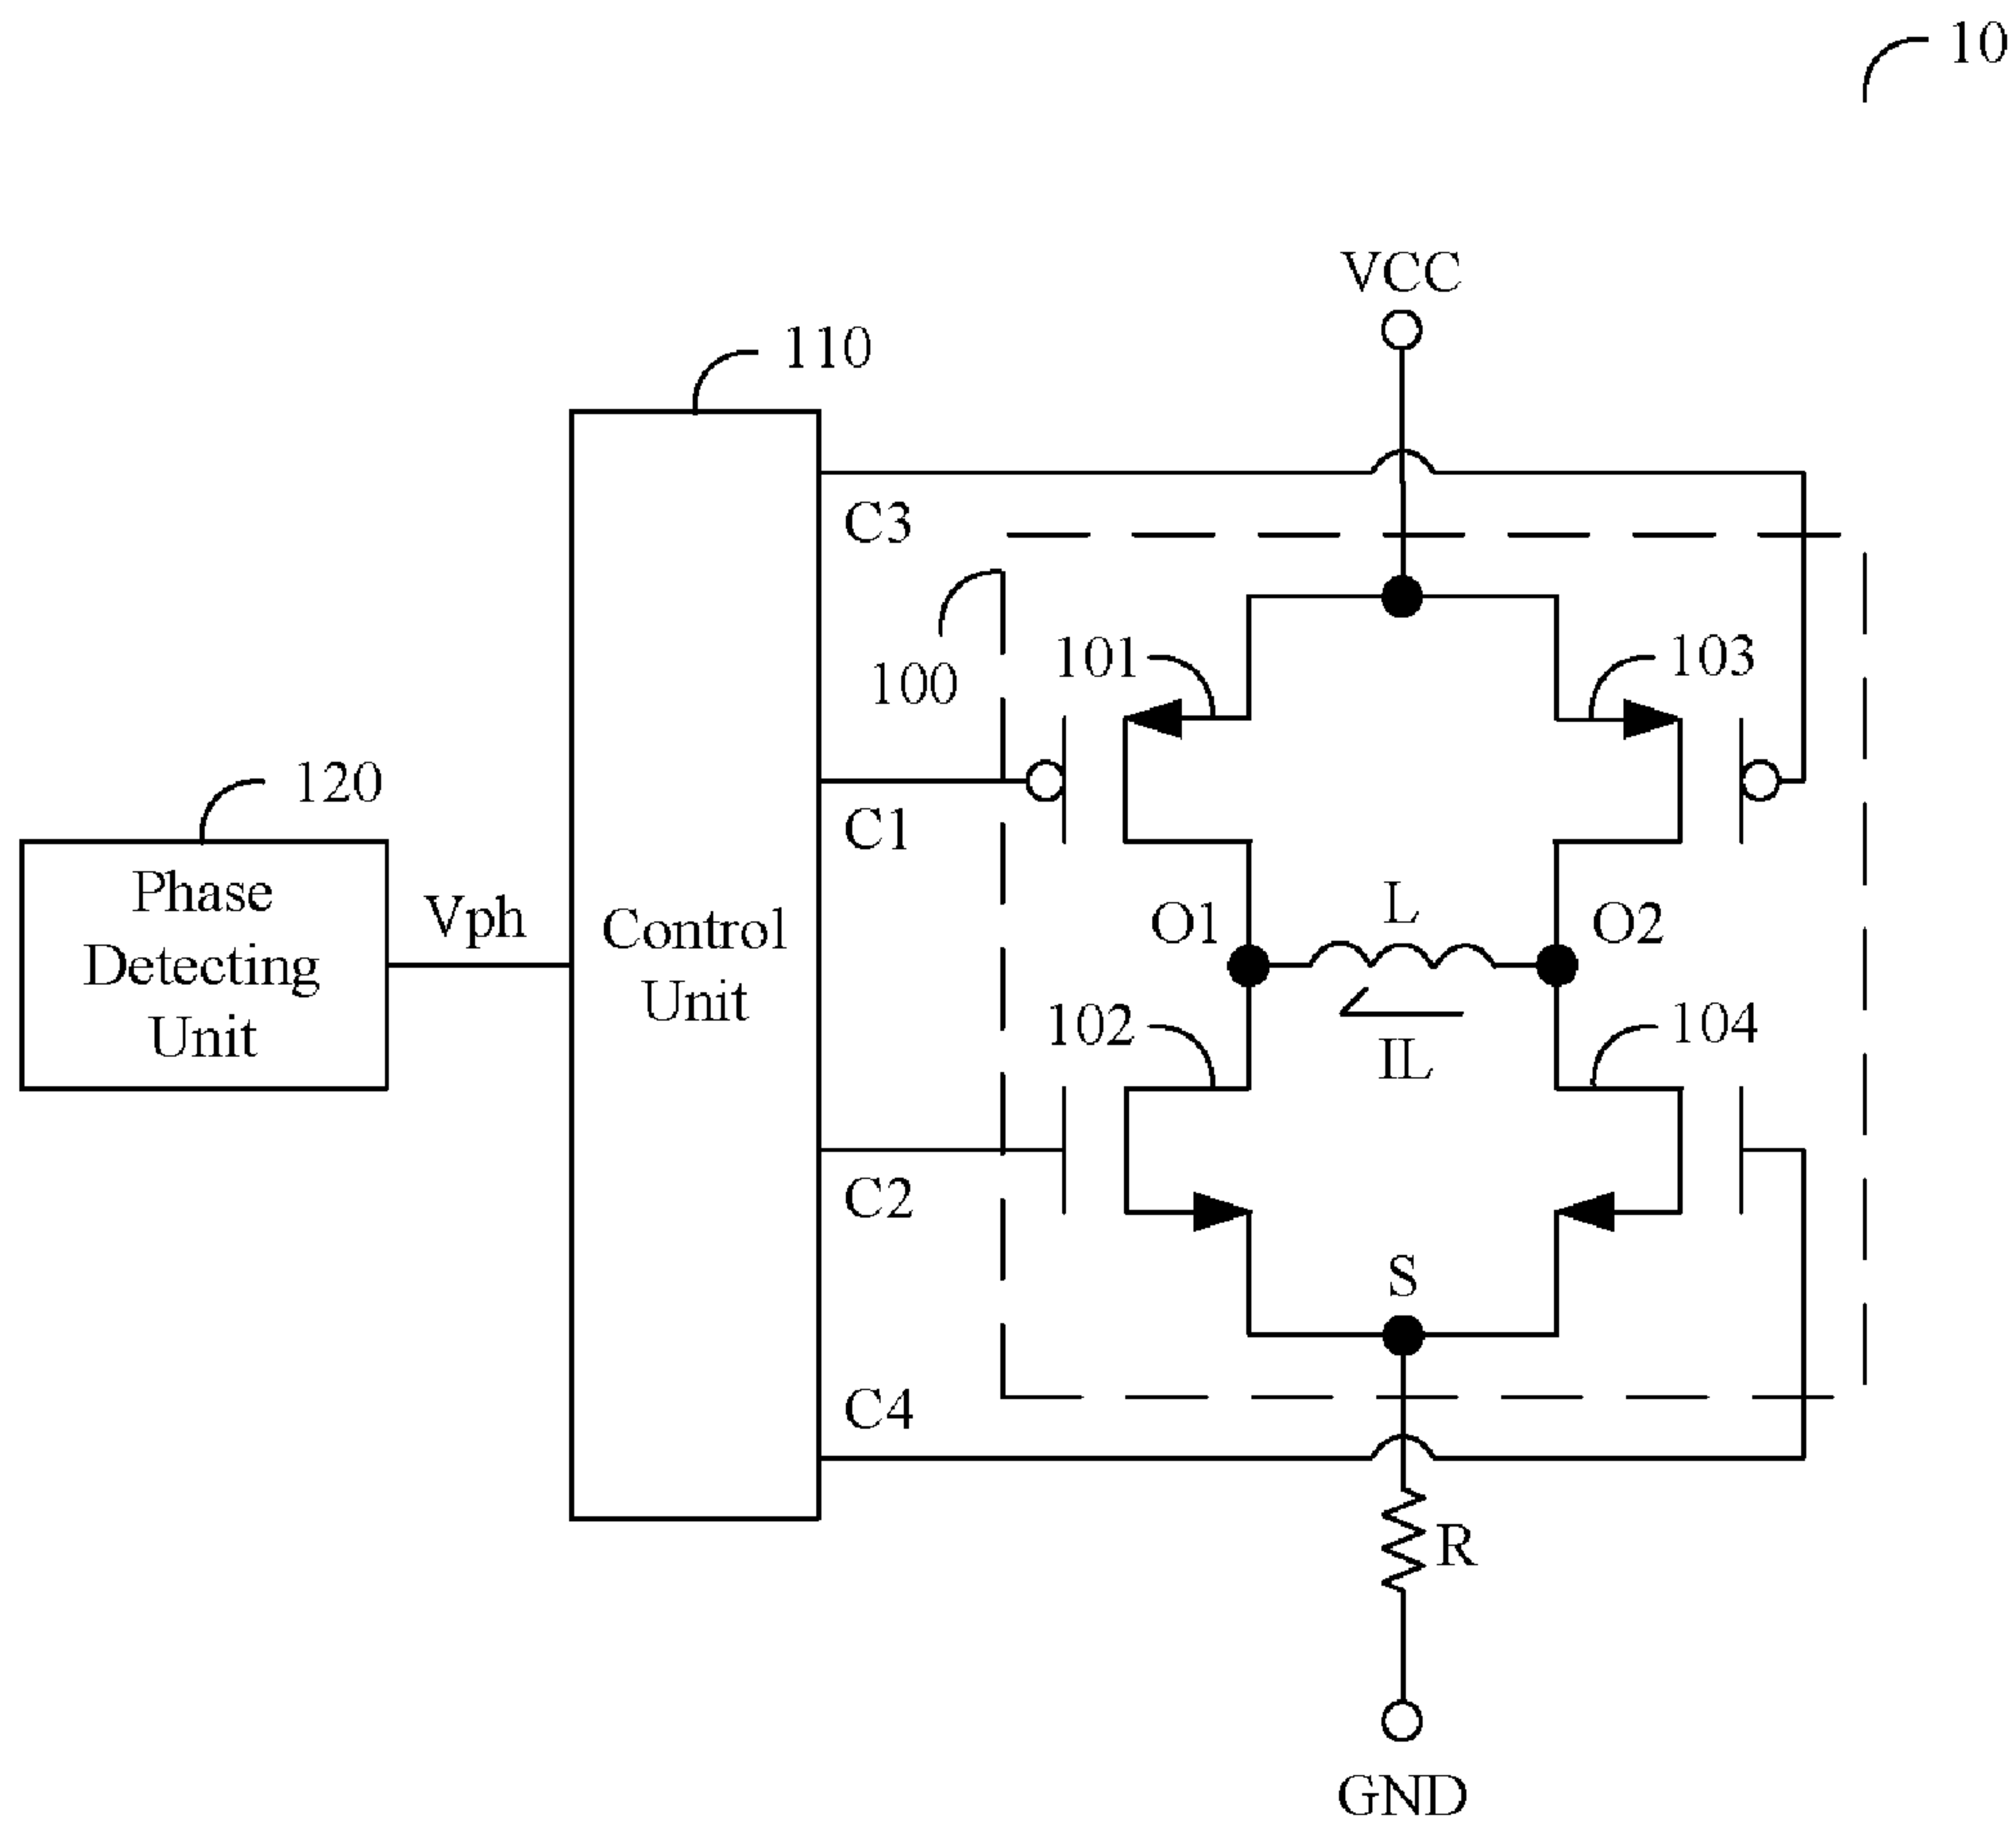 10
VCC
110
C3
100
101
103
C1
120
Phase
Detecting
Unit
Vph
Control
Unit
O1
L
O2
IL
102
104
C2
S
C4
R
GND